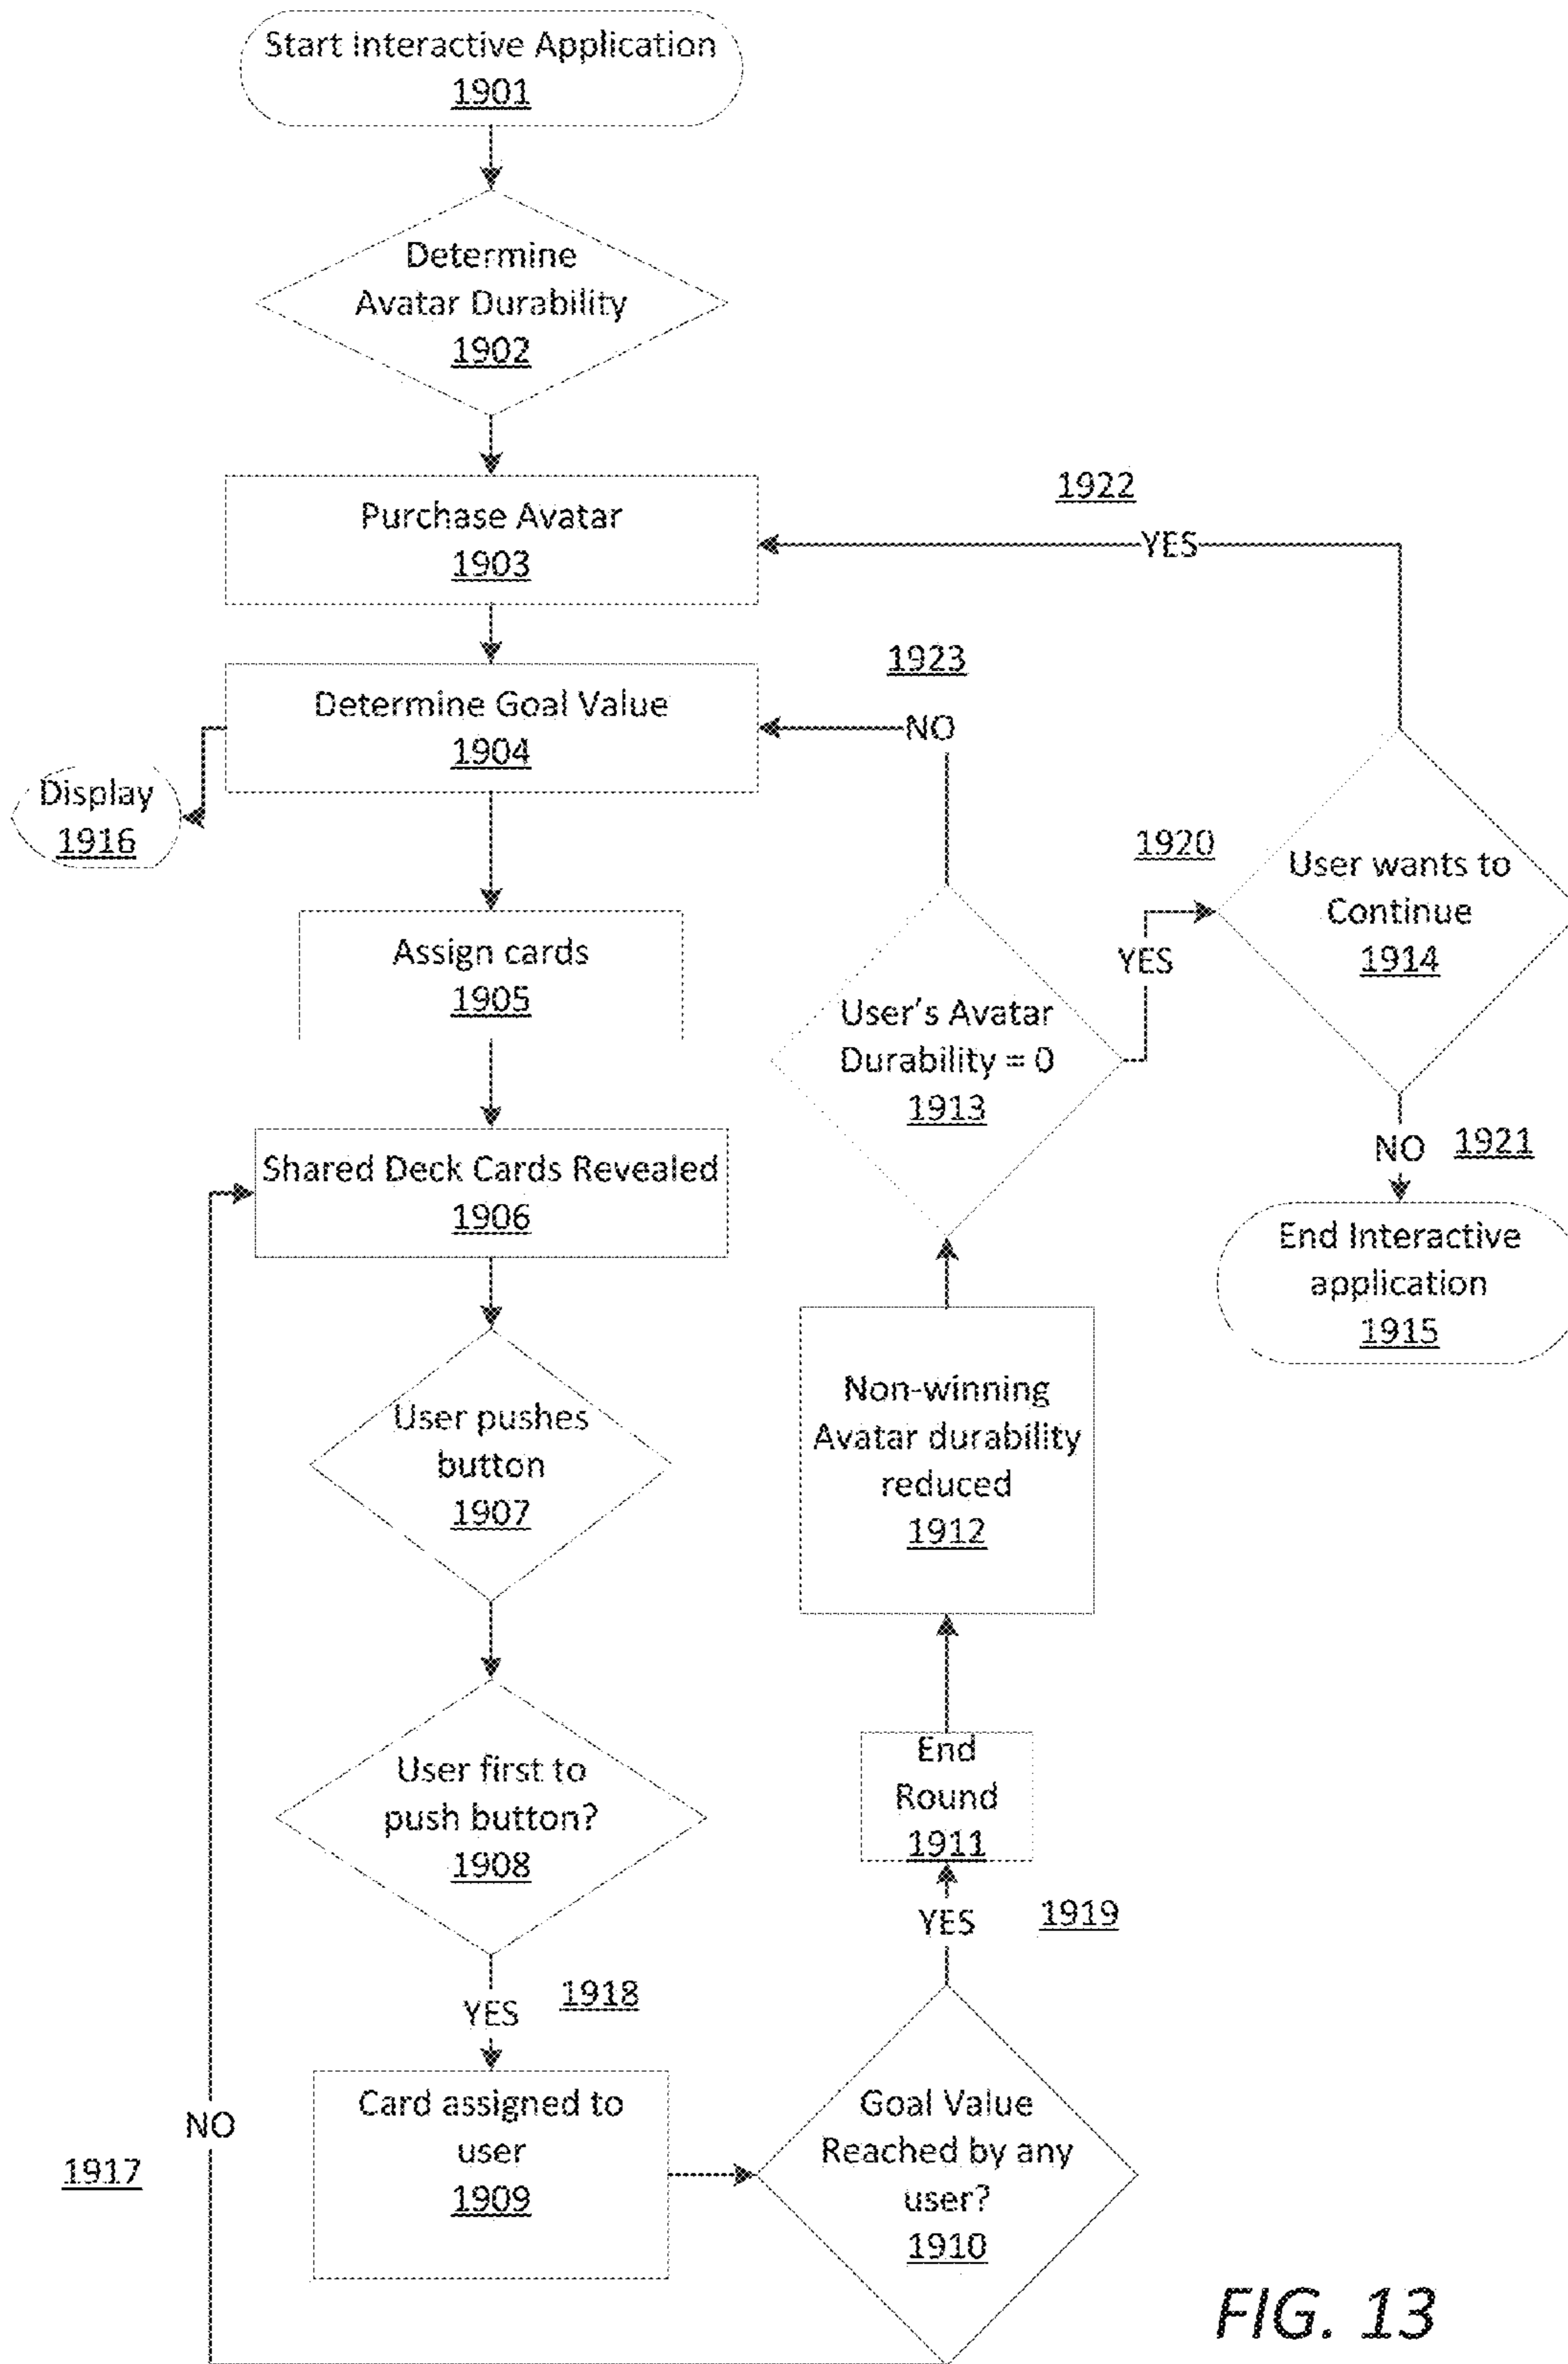 Start Interactive Application
1901
Determine
Avatar Durability
1902
Purchase Avatar
1903
1922
YES
Determine Goal Value
1904
1923
NO
Display
1916
Assign cards
1905
1920
YES
User wants to
Continue
1914
User's Avatar
Durability = 0
1913
NO
1921
End Interactive
application
1915
Shared Deck Cards Revealed
1906
User pushes
button
1907
Non-winning
Avatar durability
reduced
1912
User first to
push button?
1908
End
Round
1911
YES
1919
YES
1918
Card assigned to
user
1909
Goal Value
Reached by any
user?
1910
NO
1917
FIG. 13